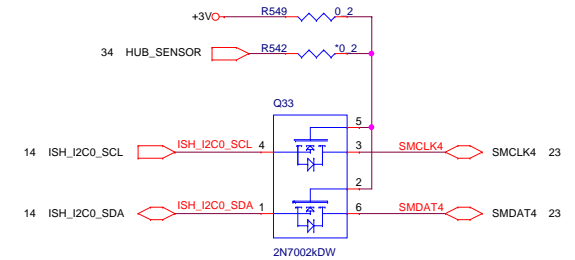 +3V R549 0_2
34 HUB_SENSOR R542 *0_2
Q33
5
14 ISH_I2C0_SCL ISH_I2C0_SCL 4 3 SMCLK4 SMCLK4 23
2
14 ISH_I2C0_SDA ISH_I2C0_SDA 1 6 SMDAT4 SMDAT4 23
2N7002kDW